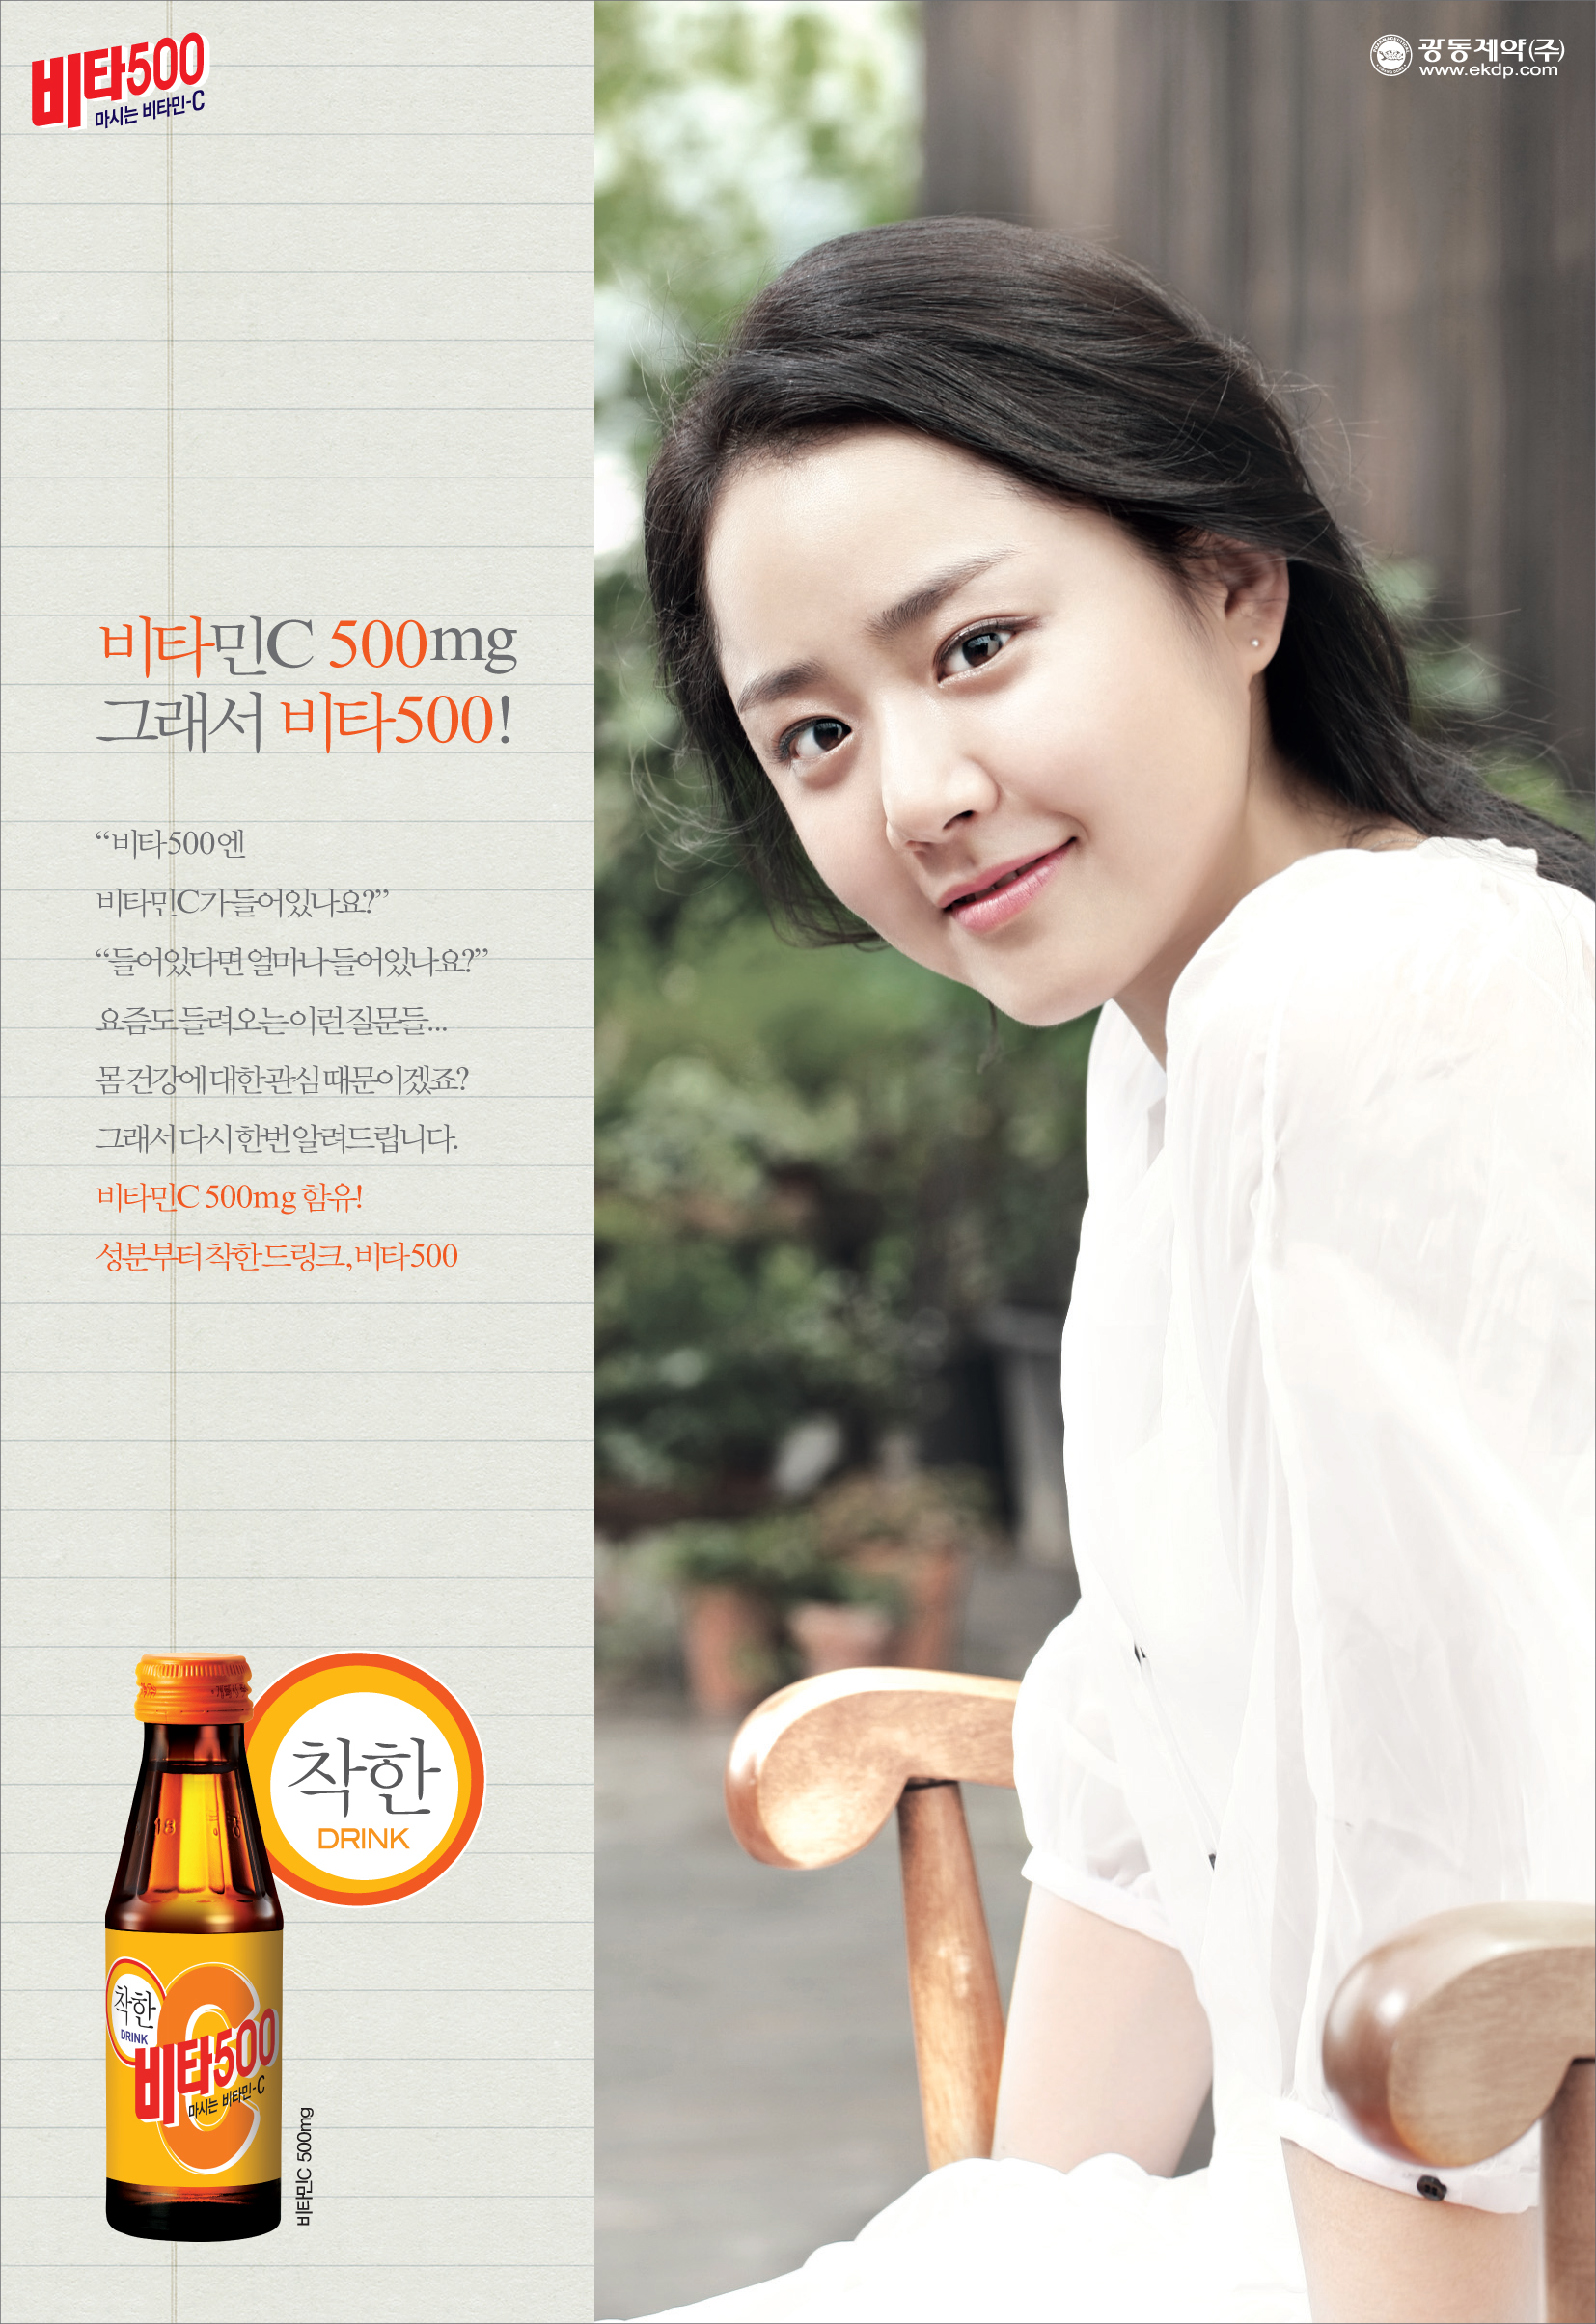 비타500
마시는 비타민-C
광동제약(주)
www.ekdp.com
비타민C 500mg
그래서 비타500!
“비타500엔
비타민C가 들어있나요?”
“들어있다면 얼마나 들어있나요?”
요즘도 들려오는 이런 질문들...
몸 건강에 대한 관심 때문이겠죠?
그래서 다시 한번 알려드립니다.
비타민C 500mg 함유!
성분부터 착한 드링크, 비타500
착한
DRINK
18
착한
DRINK
비타500
마시는 비타민-C
비타민C 500mg